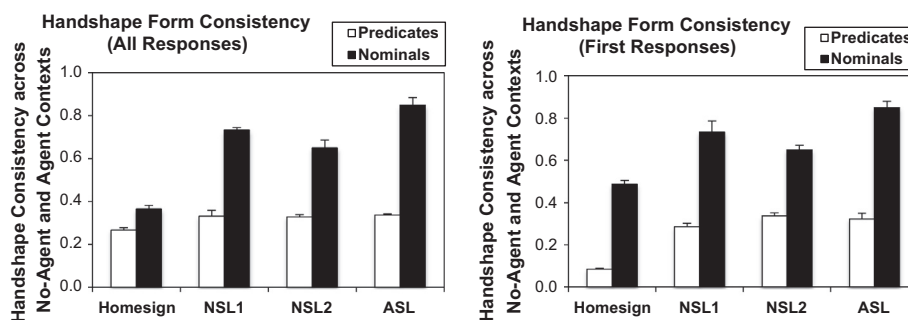 Handshape Form Consistency
(All Responses)
Predicates
Nominals
Handshape Consistency across
No-Agent and Agent Contexts
1.0
0.8
0.6
0.4
0.2
0.0
Homesign NSL1 NSL2 ASL
Handshape Form Consistency
(First Responses)
Predicates
Nominals
Handshape Consistency across
No-Agent and Agent Contexts
1.0
0.8
0.6
0.4
0.2
0.0
Homesign NSL1 NSL2 ASL